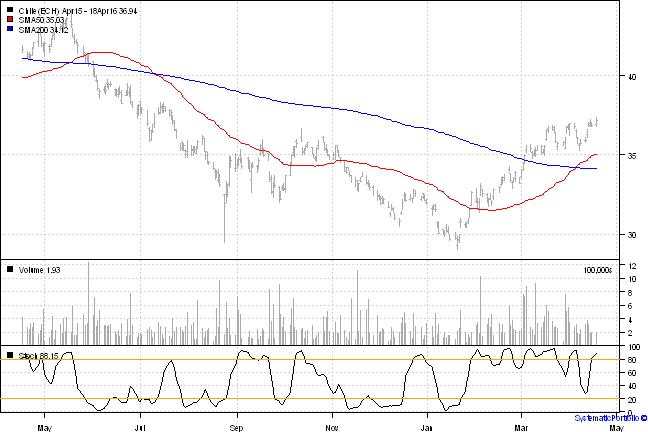 Chile (ECH) Apr15 - 18Apr16 36.94
SMA50 35.03
SMA200 34.12
40
35
30
Volume 1.93
100,000s
12
10
8
6
4
2
Stoch 88.15
100
80
60
40
20
0
SystematicPortfolio ©
May
Jul
Sep
Nov
Jan
Mar
May